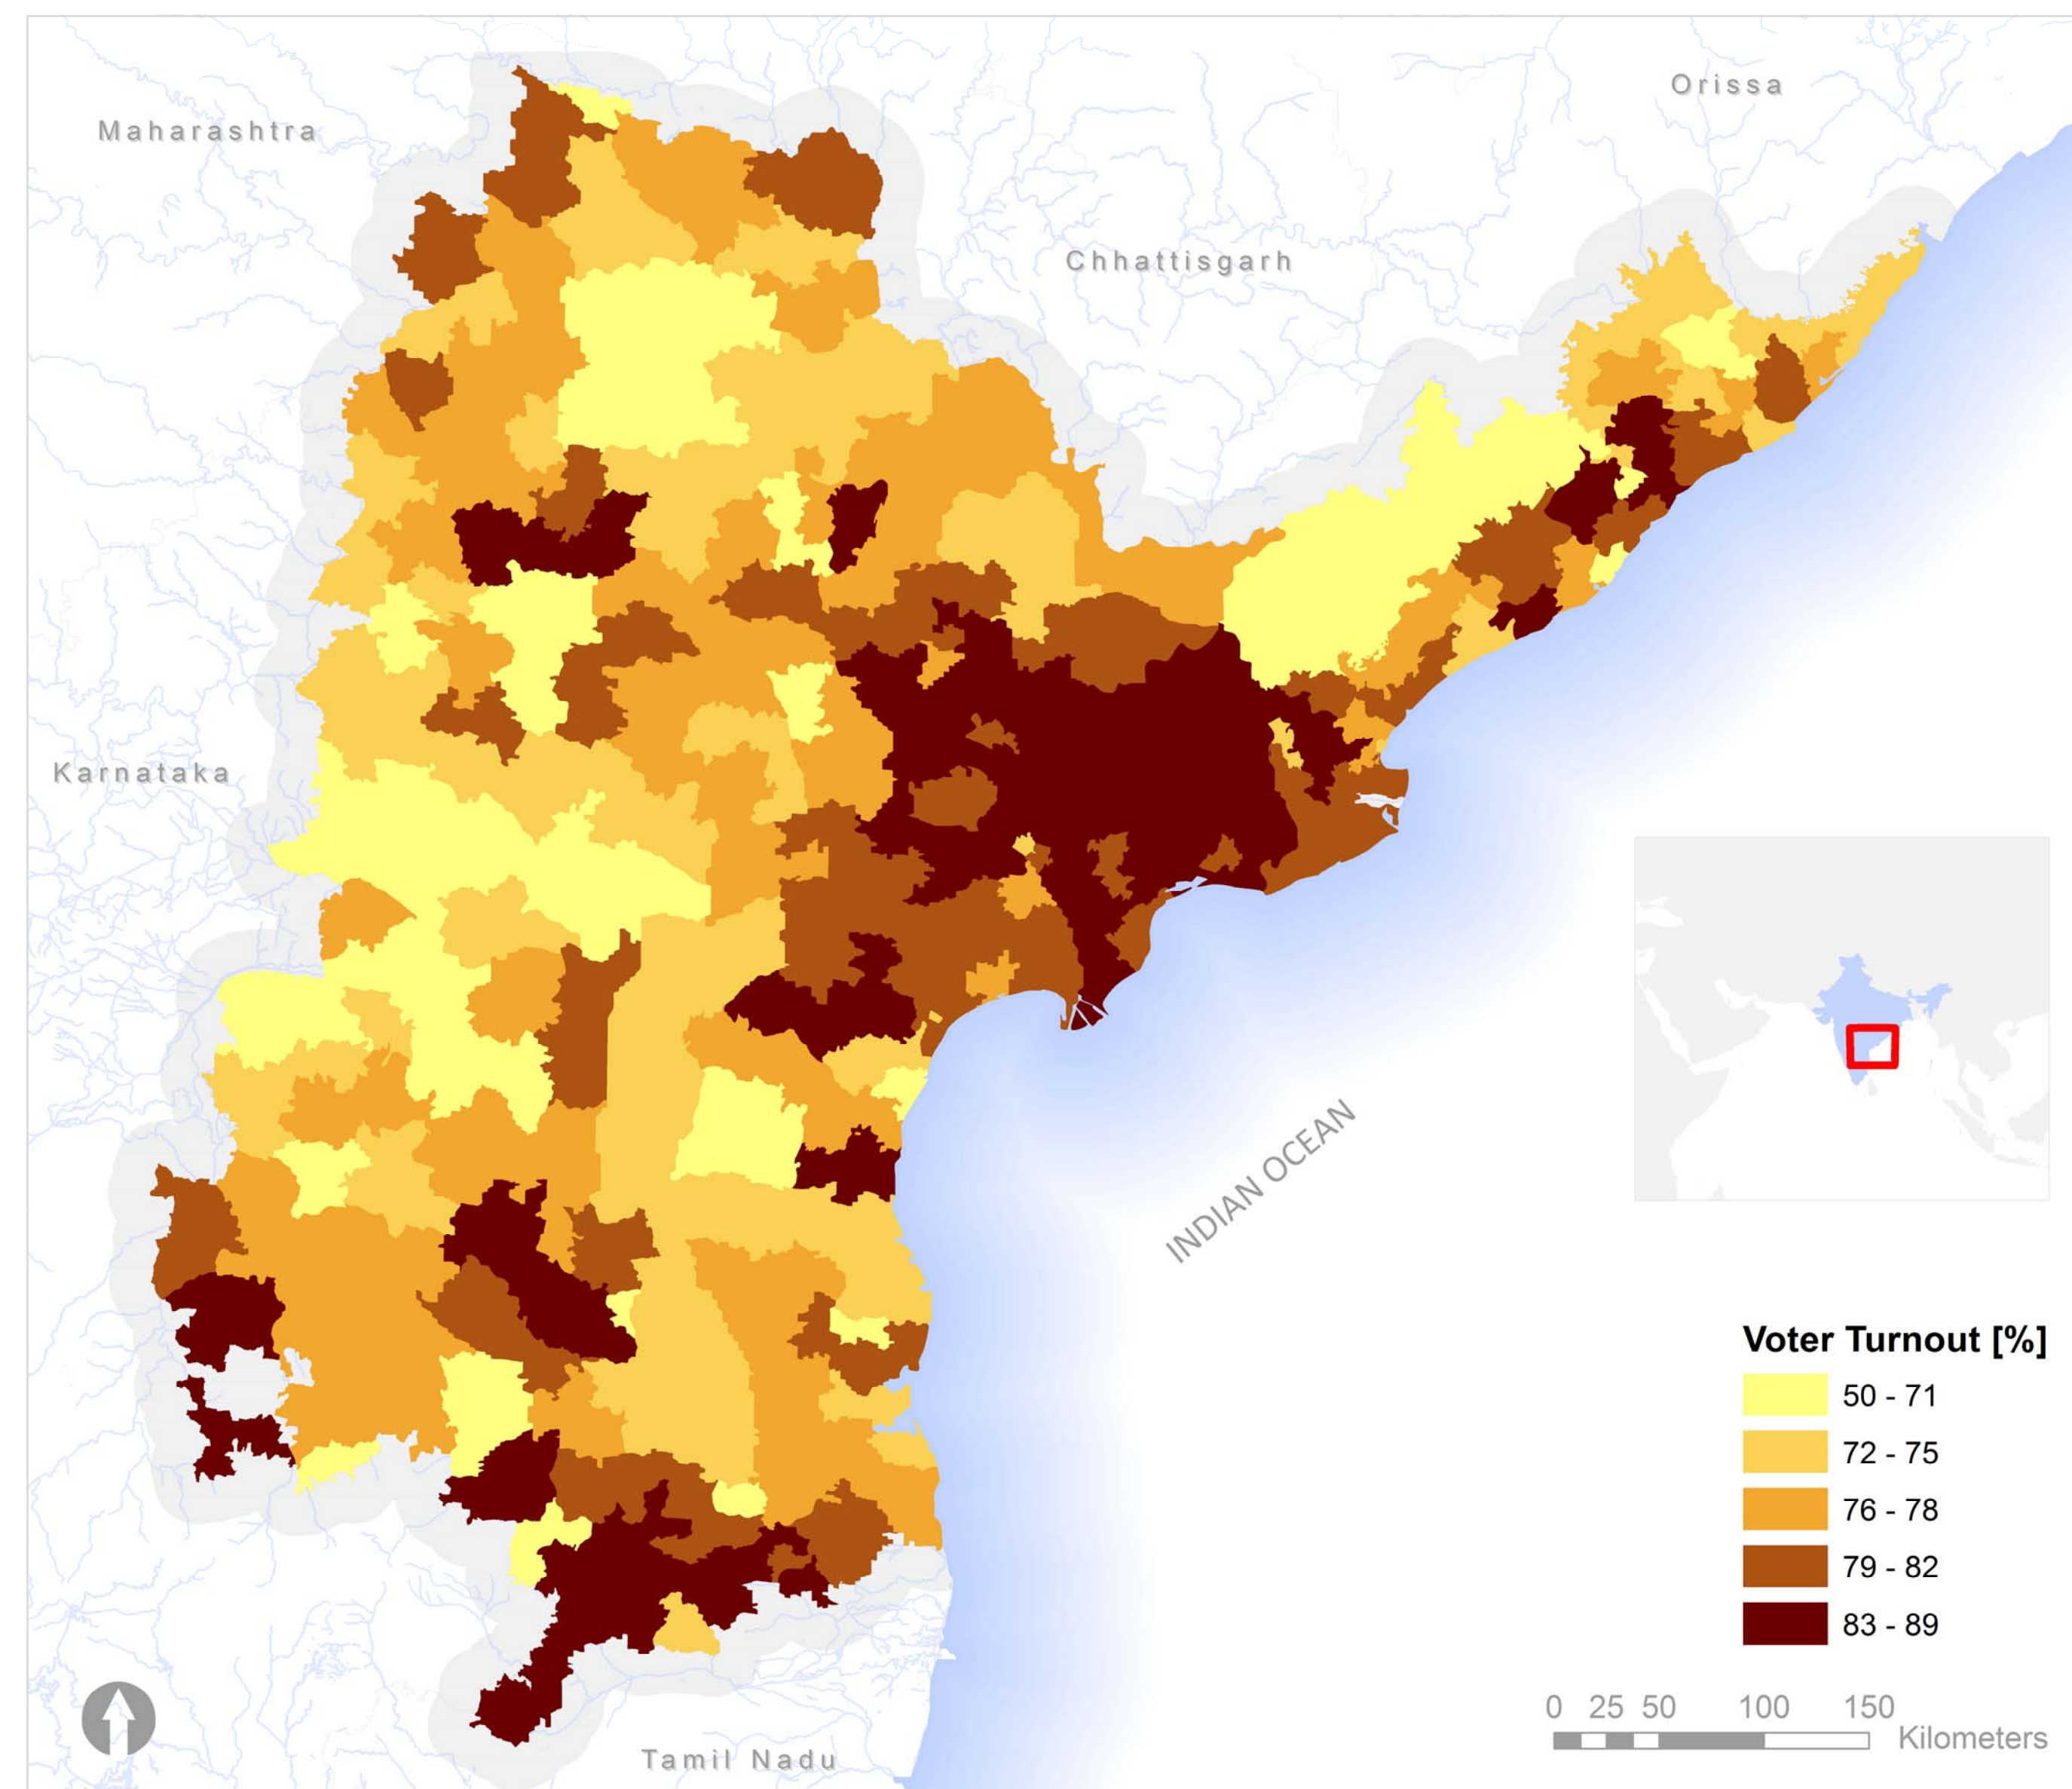 Orissa
Maharashtra
Chhattisgarh
Karnataka
INDIAN OCEAN
Voter Turnout [%]
50 - 71
72 - 75
76 - 78
79 - 82
83 - 89
0 25 50 100 150
Kilometers
Tamil Nadu